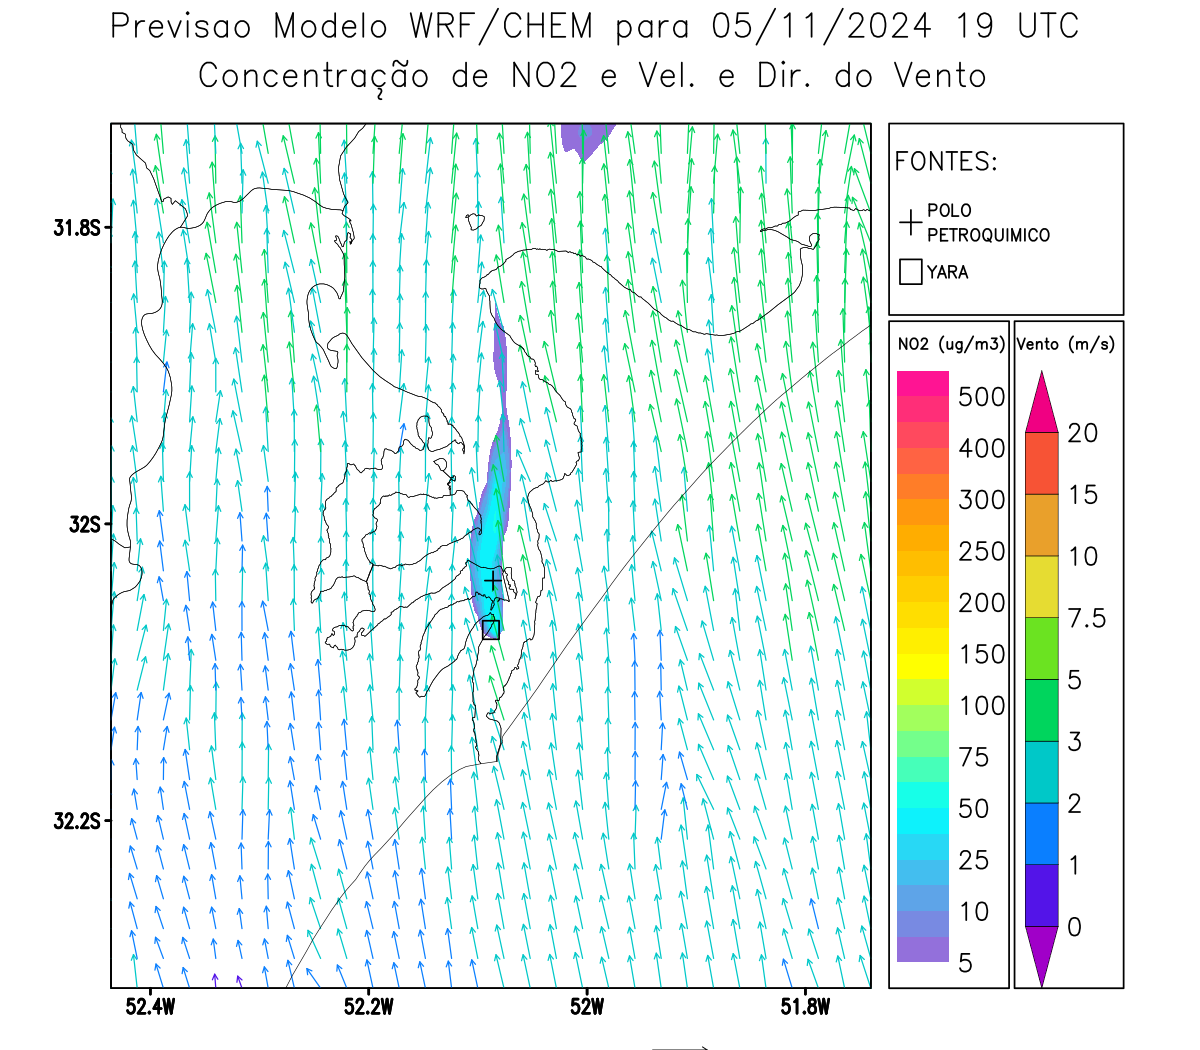 Previsao Modelo WRF/CHEM para 05/11/2024 19 UTC
Concentração de NO2 e Vel. e Dir. do Vento
FONTES:
POLO
PETROQUIMICO
YARA
NO2 (ug/m3)
500
400
300
250
200
150
100
75
50
25
10
5
Vento (m/s)
20
15
10
7.5
5
3
2
1
0
31.8S
32S
32.2S
52.4W
52.2W
52W
51.8W